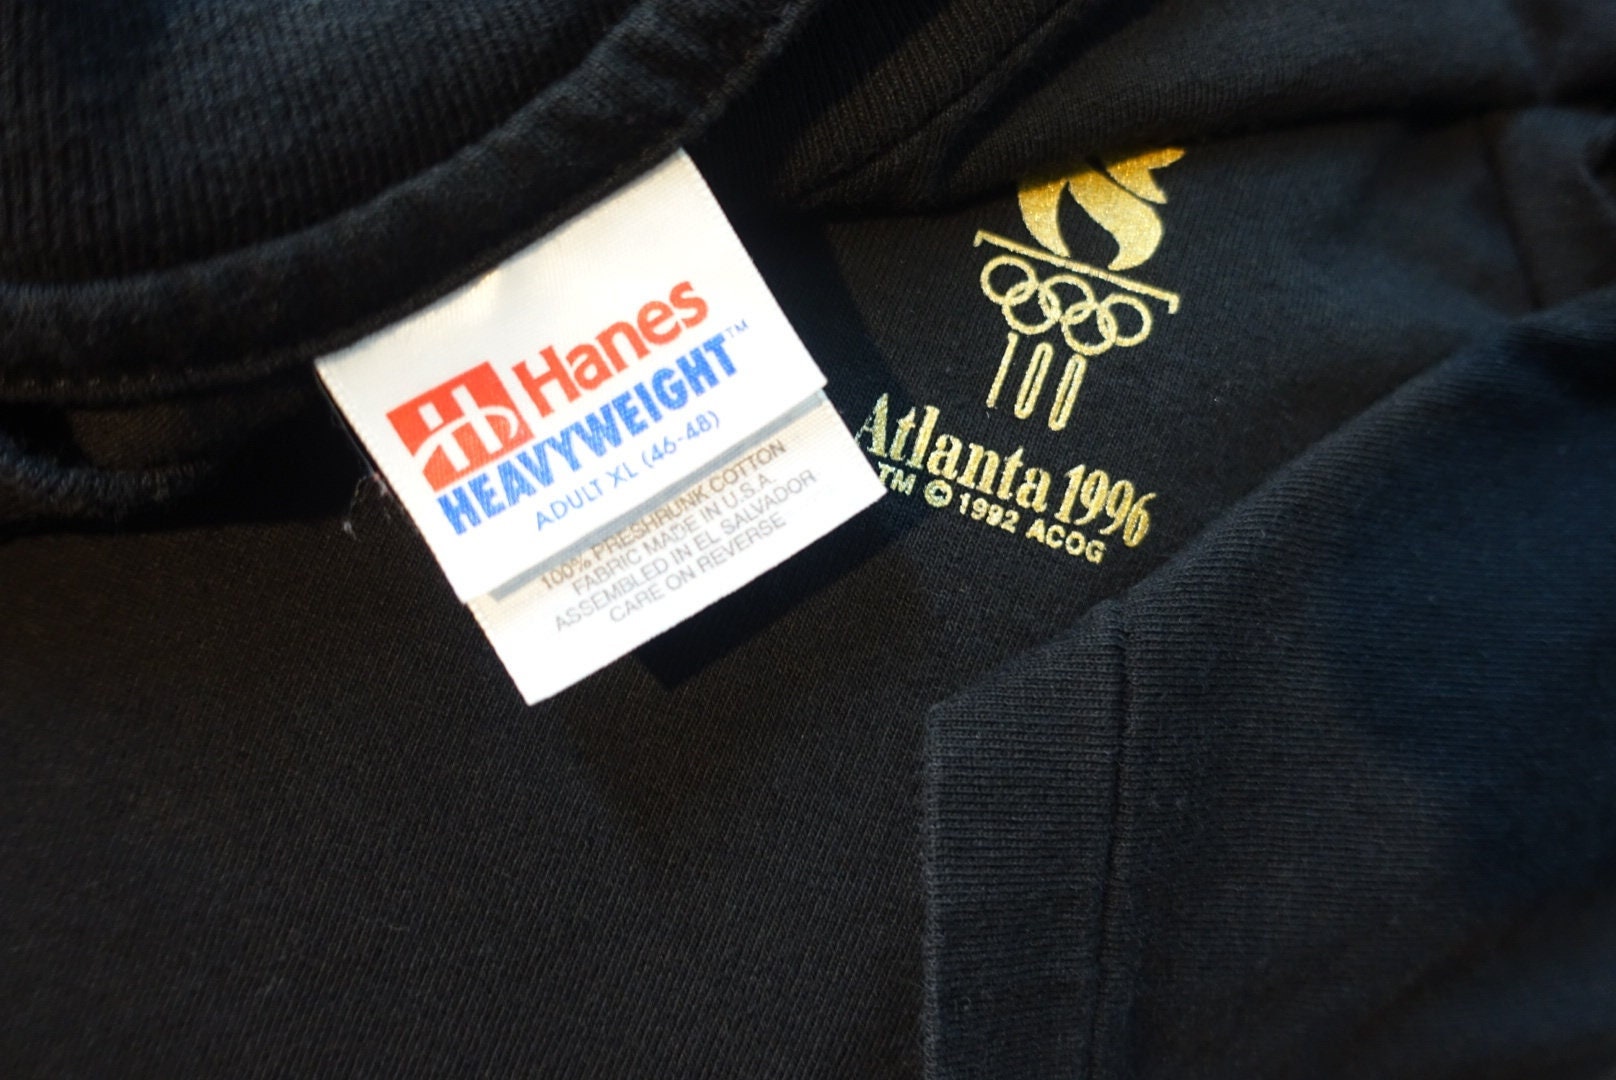 Hanes
HEAVYWEIGHT™
ADULT XL (46-48)
100% PRESHRUNK COTTON
FABRIC MADE IN U.S.A.
ASSEMBLED IN EL SALVADOR
CARE ON REVERSE
100
Atlanta 1996
TM © 1992 ACOG